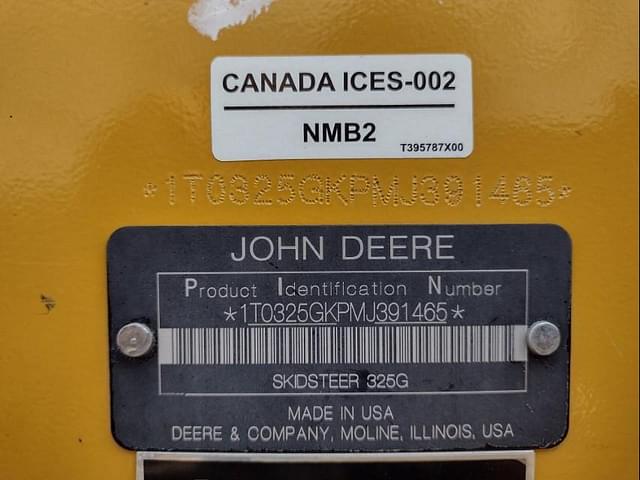 CANADA ICES-002
NMB2
T395787X00
*1T0325GKPMJ391465*
JOHN DEERE
Product Identification Number
*1T0325GKPMJ391465*
SKIDSTEER 325G
MADE IN USA
DEERE & COMPANY, MOLINE, ILLINOIS, USA